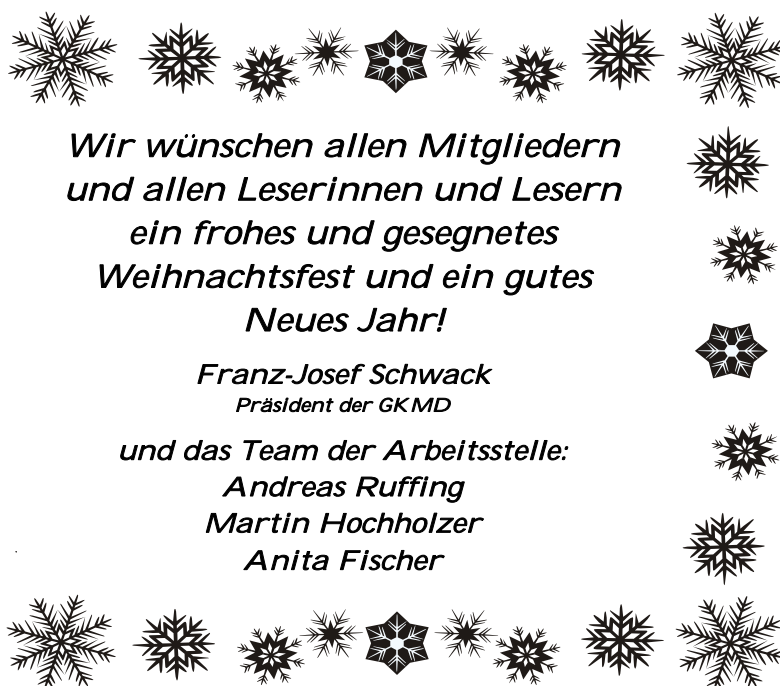 Wir wünschen allen Mitgliedern
und allen Leserinnen und Lesern
ein frohes und gesegnetes
Weihnachtsfest und ein gutes
Neues Jahr!
Franz-Josef Schwack
Präsident der GKMD
und das Team der Arbeitsstelle:
Andreas Ruffing
Martin Hochholzer
Anita Fischer